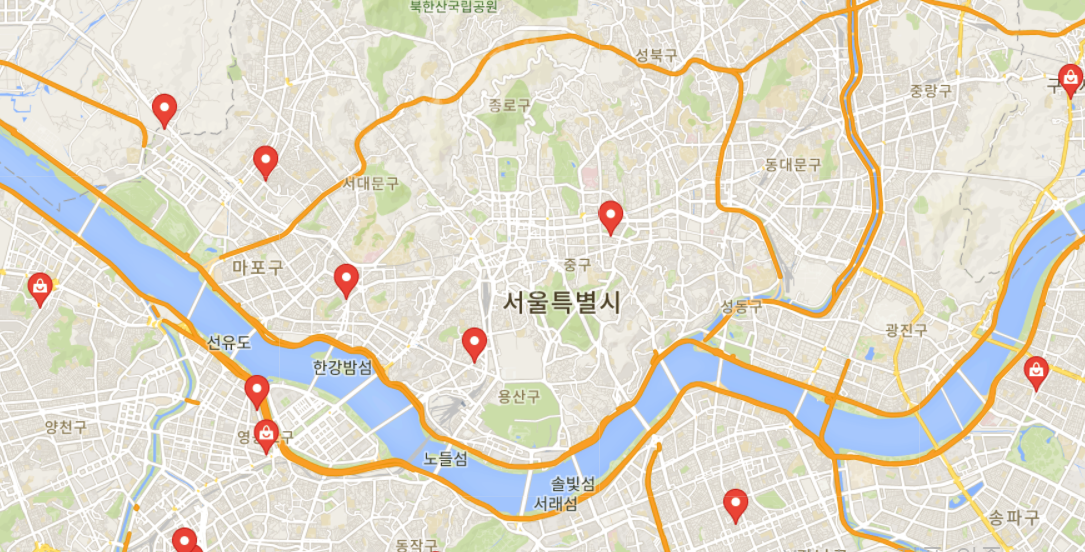 북한산국립공원
성북구
종로구
중랑구
동대문구
서대문구
마포구
중구
서울특별시
성동구
광진구
선유도
한강밤섬
용산구
양천구
노들섬
솔빛섬
서래섬
송파구
동작구